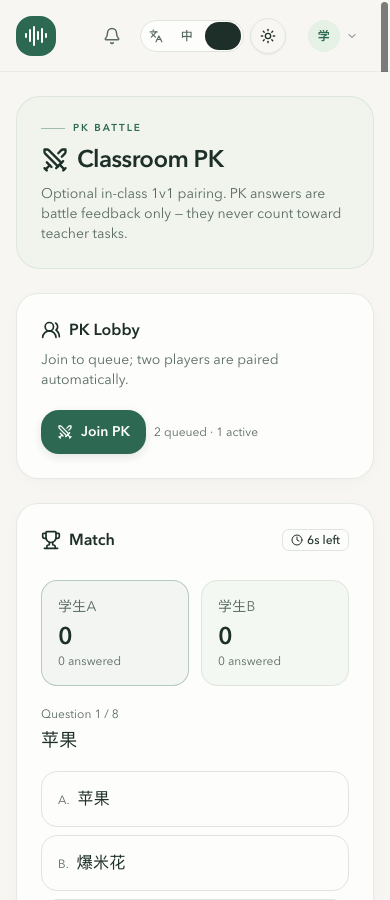 中
学
PK BATTLE
Classroom PK
Optional in-class 1v1 pairing. PK answers are
battle feedback only — they never count toward
teacher tasks.
PK Lobby
Join to queue; two players are paired
automatically.
Join PK
2 queued · 1 active
Match
6s left
学生A
学生B
0
0
0 answered
0 answered
Question 1 / 8
苹果
A. 苹果
B. 爆米花